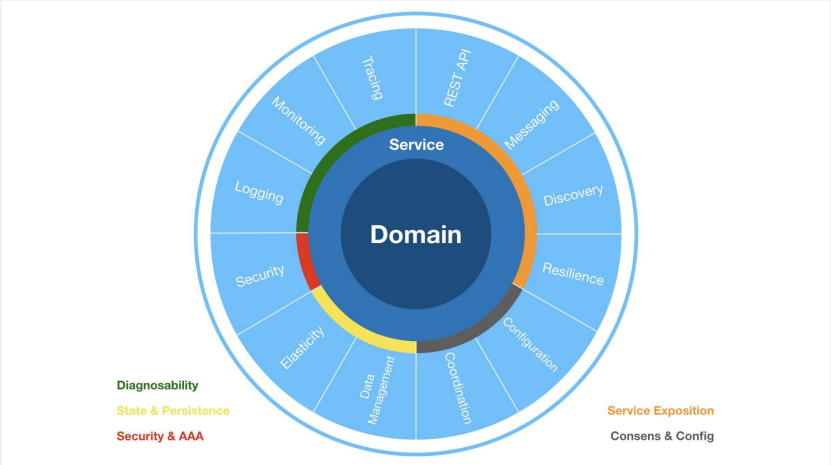 Tracing
REST API
Monitoring
Messaging
Service
Logging
Discovery
Domain
Security
Resilience
Elasticity
Configuration
Data
Management
Coordination
Diagnosability
State & Persistence
Security & AAA
Service Exposition
Consens & Config